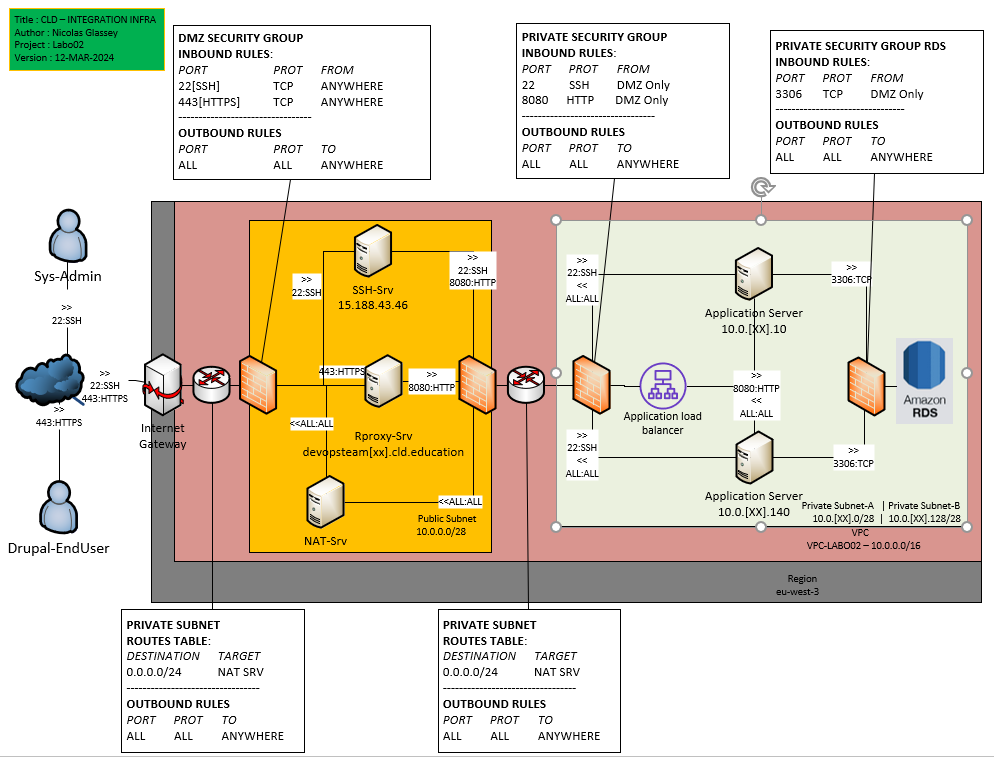 Title : CLD – INTEGRATION INFRA
Author : Nicolas Glassey
Project : Labo02
Version : 12-MAR-2024
DMZ SECURITY GROUP
INBOUND RULES:
PORT PROT FROM
22[SSH] TCP ANYWHERE
443[HTTPS] TCP ANYWHERE
--------------------------------
OUTBOUND RULES
PORT PROT TO
ALL ALL ANYWHERE
PRIVATE SECURITY GROUP
INBOUND RULES:
PORT PROT FROM
22 SSH DMZ Only
8080 HTTP DMZ Only
--------------------------------
OUTBOUND RULES
PORT PROT TO
ALL ALL ANYWHERE
PRIVATE SECURITY GROUP RDS
INBOUND RULES:
PORT PROT FROM
3306 TCP DMZ Only
--------------------------------
OUTBOUND RULES
PORT PROT TO
ALL ALL ANYWHERE
Sys-Admin
>>
22:SSH
>>
22:SSH
443:HTTPS
>>
443:HTTPS
Drupal-EndUser
Internet
Gateway
>>
22:SSH
SSH-Srv
15.188.43.46
>>
22:SSH
8080:HTTP
443:HTTPS
>>
8080:HTTP
Rproxy-Srv
devopsteam[xx].cld.education
<<ALL:ALL
<<ALL:ALL
NAT-Srv
Public Subnet
10.0.0.0/28
>>
22:SSH
<<
ALL:ALL
Application Server
10.0.[XX].10
>>
3306:TCP
Application load
balancer
>>
8080:HTTP
<<
ALL:ALL
Amazon
RDS
>>
22:SSH
<<
ALL:ALL
>>
3306:TCP
Application Server
10.0.[XX].140
Private Subnet-A | Private Subnet-B
10.0.[XX].0/28 | 10.0.[XX].128/28
VPC
VPC-LABO02 – 10.0.0.0/16
Region
eu-west-3
PRIVATE SUBNET
ROUTES TABLE:
DESTINATION TARGET
0.0.0.0/24 NAT SRV
--------------------------------
OUTBOUND RULES
PORT PROT TO
ALL ALL ANYWHERE
PRIVATE SUBNET
ROUTES TABLE:
DESTINATION TARGET
0.0.0.0/24 NAT SRV
--------------------------------
OUTBOUND RULES
PORT PROT TO
ALL ALL ANYWHERE